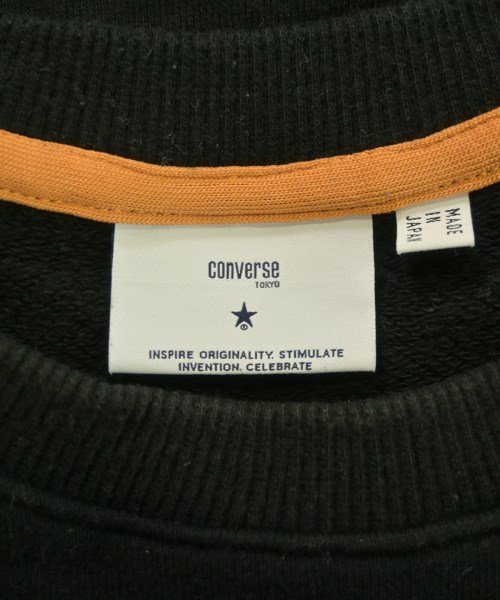 converse
TOKYO
®
INSPIRE ORIGINALITY. STIMULATE
INVENTION. CELEBRATE
MADE
IN
JAPAN